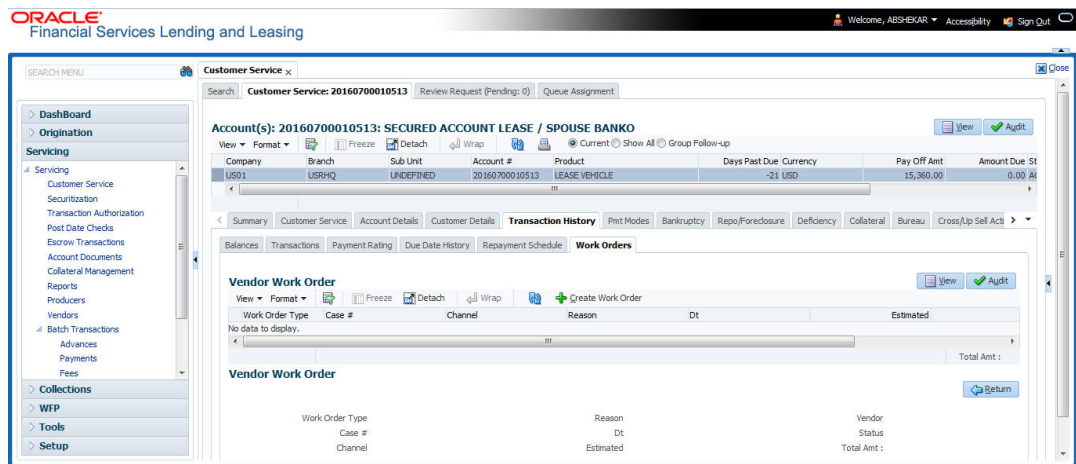 ORACLE®
Financial Services Lending and Leasing
Welcome, ABSHEKAR Accessibility Sign Out
Close
SEARCH MENU
DashBoard
Origination
Servicing
Servicing
Customer Service
Securitization
Transaction Authorization
Post Date Checks
Escrow Transactions
Account Documents
Collateral Management
Reports
Producers
Vendors
Batch Transactions
Advances
Payments
Fees
Collections
WFP
Tools
Setup
Customer Service x
Search Customer Service: 20160700010513 Review Request (Pending: 0) Queue Assignment
Account(s): 20160700010513: SECURED ACCOUNT LEASE / SPOUSE BANKO
View Audit
View Format Freeze Detach Wrap Current Show All Group Follow-up
Company Branch Sub Unit Account # Product Days Past Due Currency Pay Off Amt Amount Due St
US01 USRHQ UNDEFINED 20160700010513 LEASE VEHICLE -21 USD 15,360.00 0.00
Summary Customer Service Account Details Customer Details Transaction History Pmt Modes Bankruptcy Repo/Foreclosure Deficiency Collateral Bureau Cross/Up Sell Acti
Balances Transactions Payment Rating Due Date History Repayment Schedule Work Orders
Vendor Work Order
View Audit
View Format Freeze Detach Wrap Create Work Order
Work Order Type Case # Channel Reason Dt Estimated
No data to display.
Total Amt :
Vendor Work Order
Return
Work Order Type Reason Vendor
Case # Dt Status
Channel Estimated Total Amt :